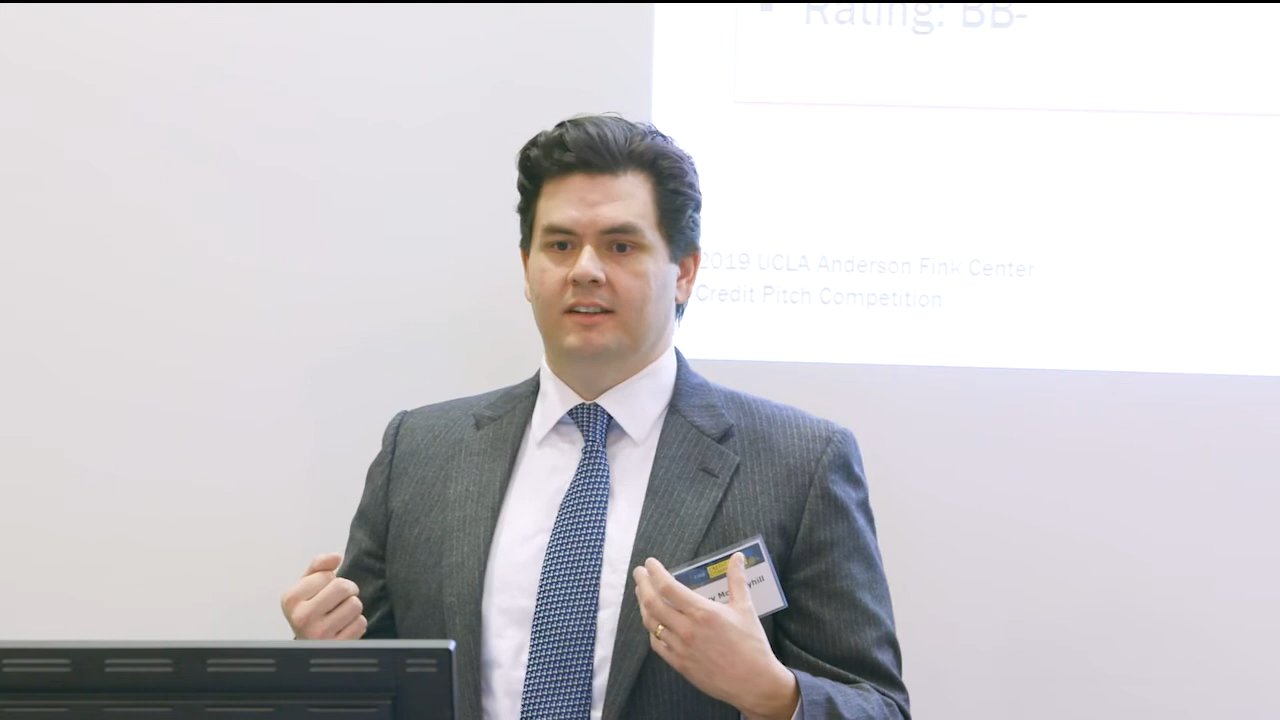 Rating: BB-
2019 UCLA Anderson Fink Center
Credit Pitch Competition